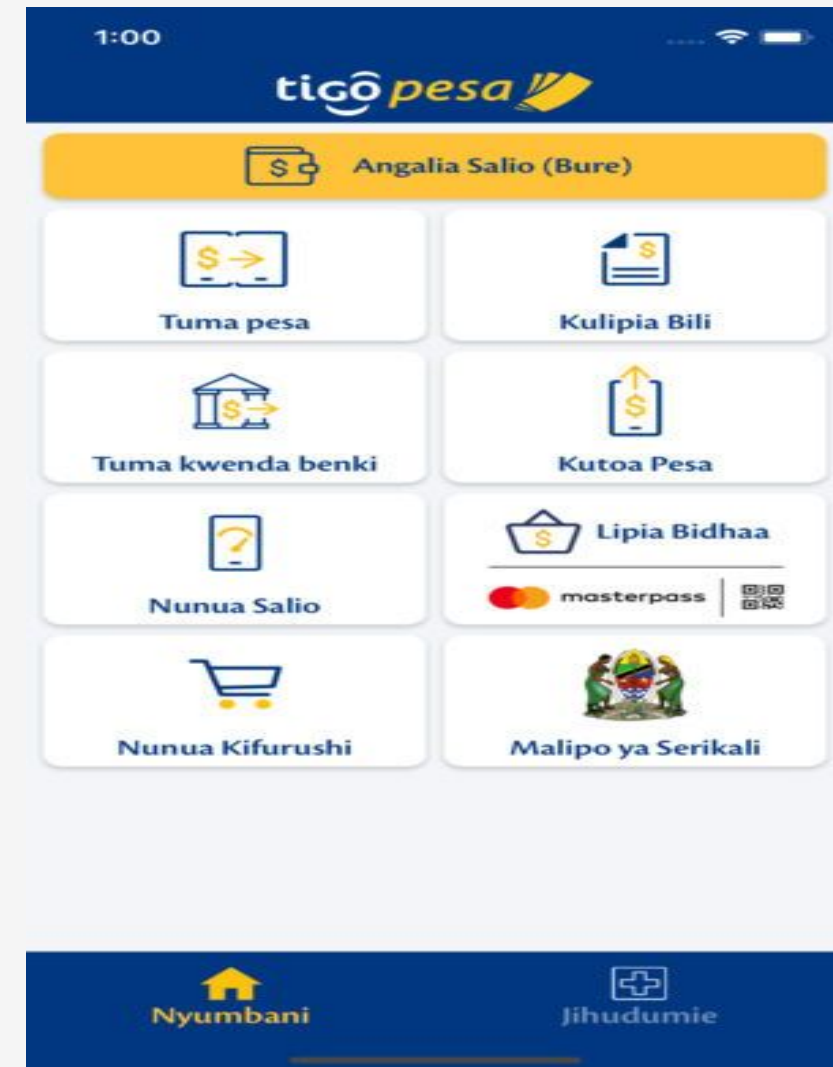 1:00
tigo pesa
Angalia Salio (Bure)
Tuma pesa
Kulipia Bili
Tuma kwenda benki
Kutoa Pesa
Nunua Salio
Lipia Bidhaa
masterpass
Nunua Kifurushi
Malipo ya Serikali
Nyumbani
Jihudumie